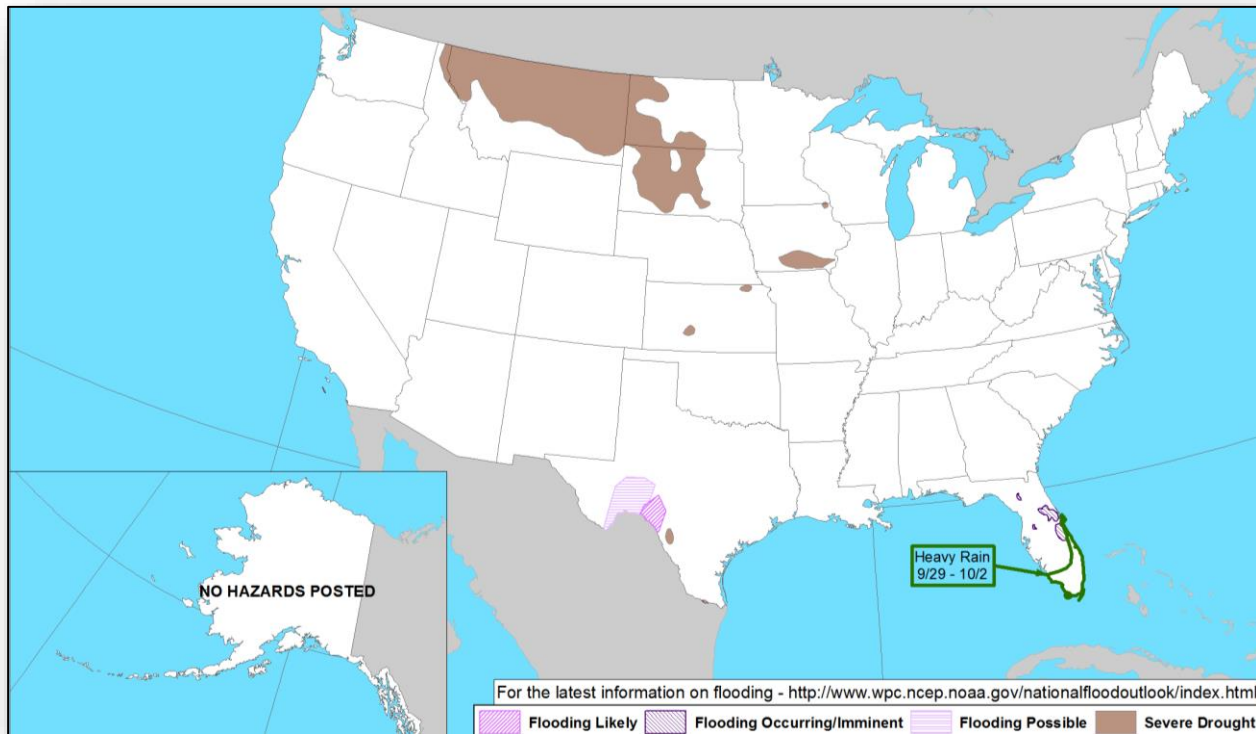 Heavy Rain
9/29 - 10/2
NO HAZARDS POSTED
For the latest information on flooding - http://www.wpc.ncep.noaa.gov/nationalfloodoutlook/index.html
Flooding Likely
Flooding Occurring/Imminent
Flooding Possible
Severe Drought